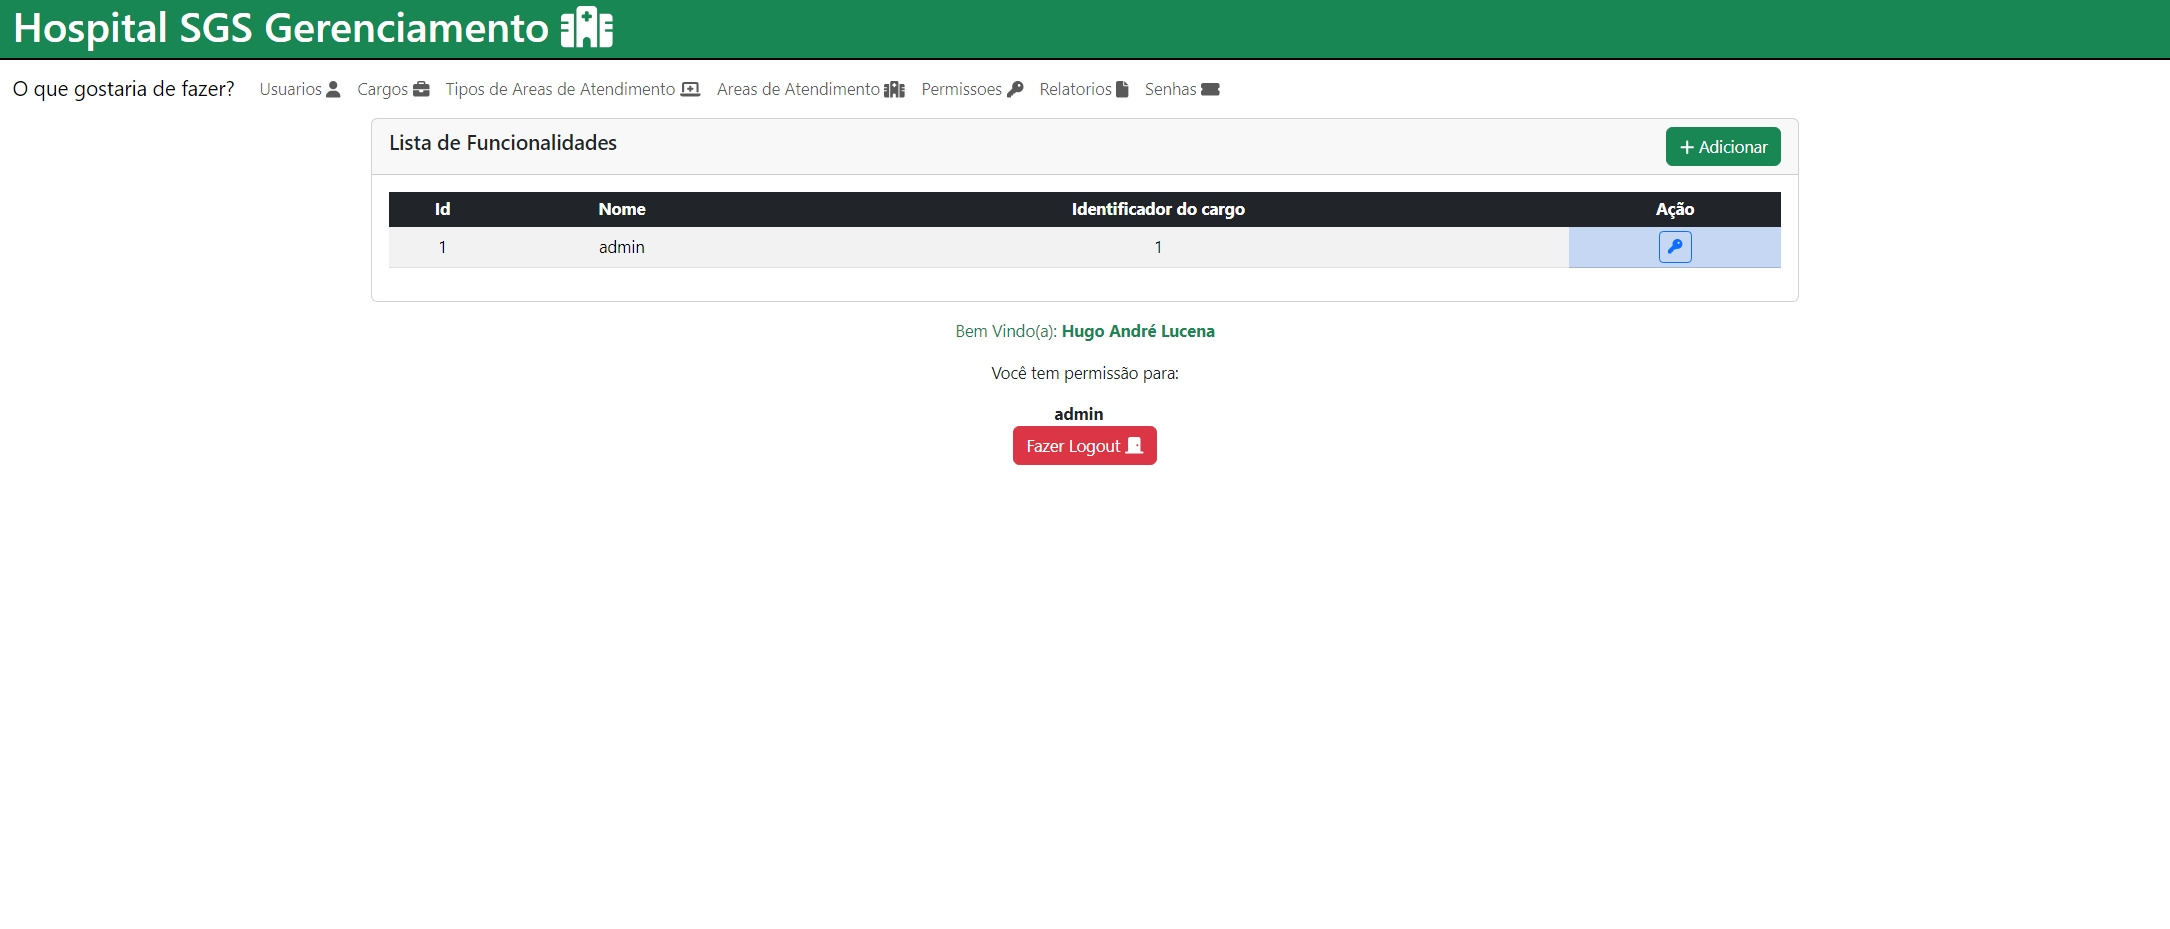 Hospital SGS Gerenciamento
O que gostaria de fazer? Usuarios Cargos Tipos de Areas de Atendimento Areas de Atendimento Permissoes Relatorios Senhas
Lista de Funcionalidades + Adicionar
Id Nome Identificador do cargo Ação
1 admin 1
Bem Vindo(a): Hugo André Lucena
Você tem permissão para:
admin
Fazer Logout